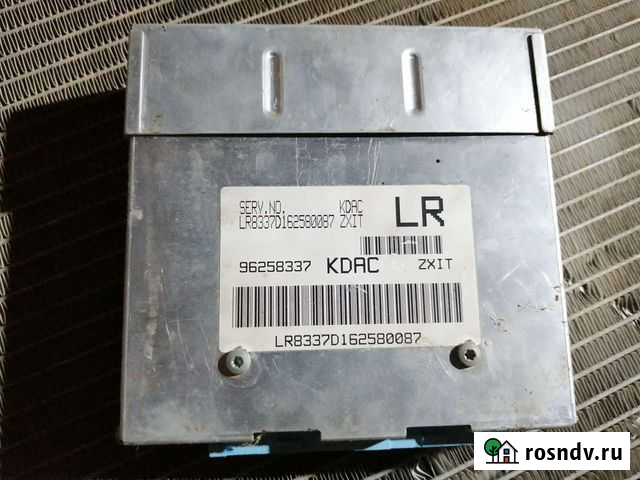 SERV.NO. KDAC LR
LR8337D162580087 ZXIT
96258337 KDAC ZXIT
LR8337D162580087
rosndv.ru